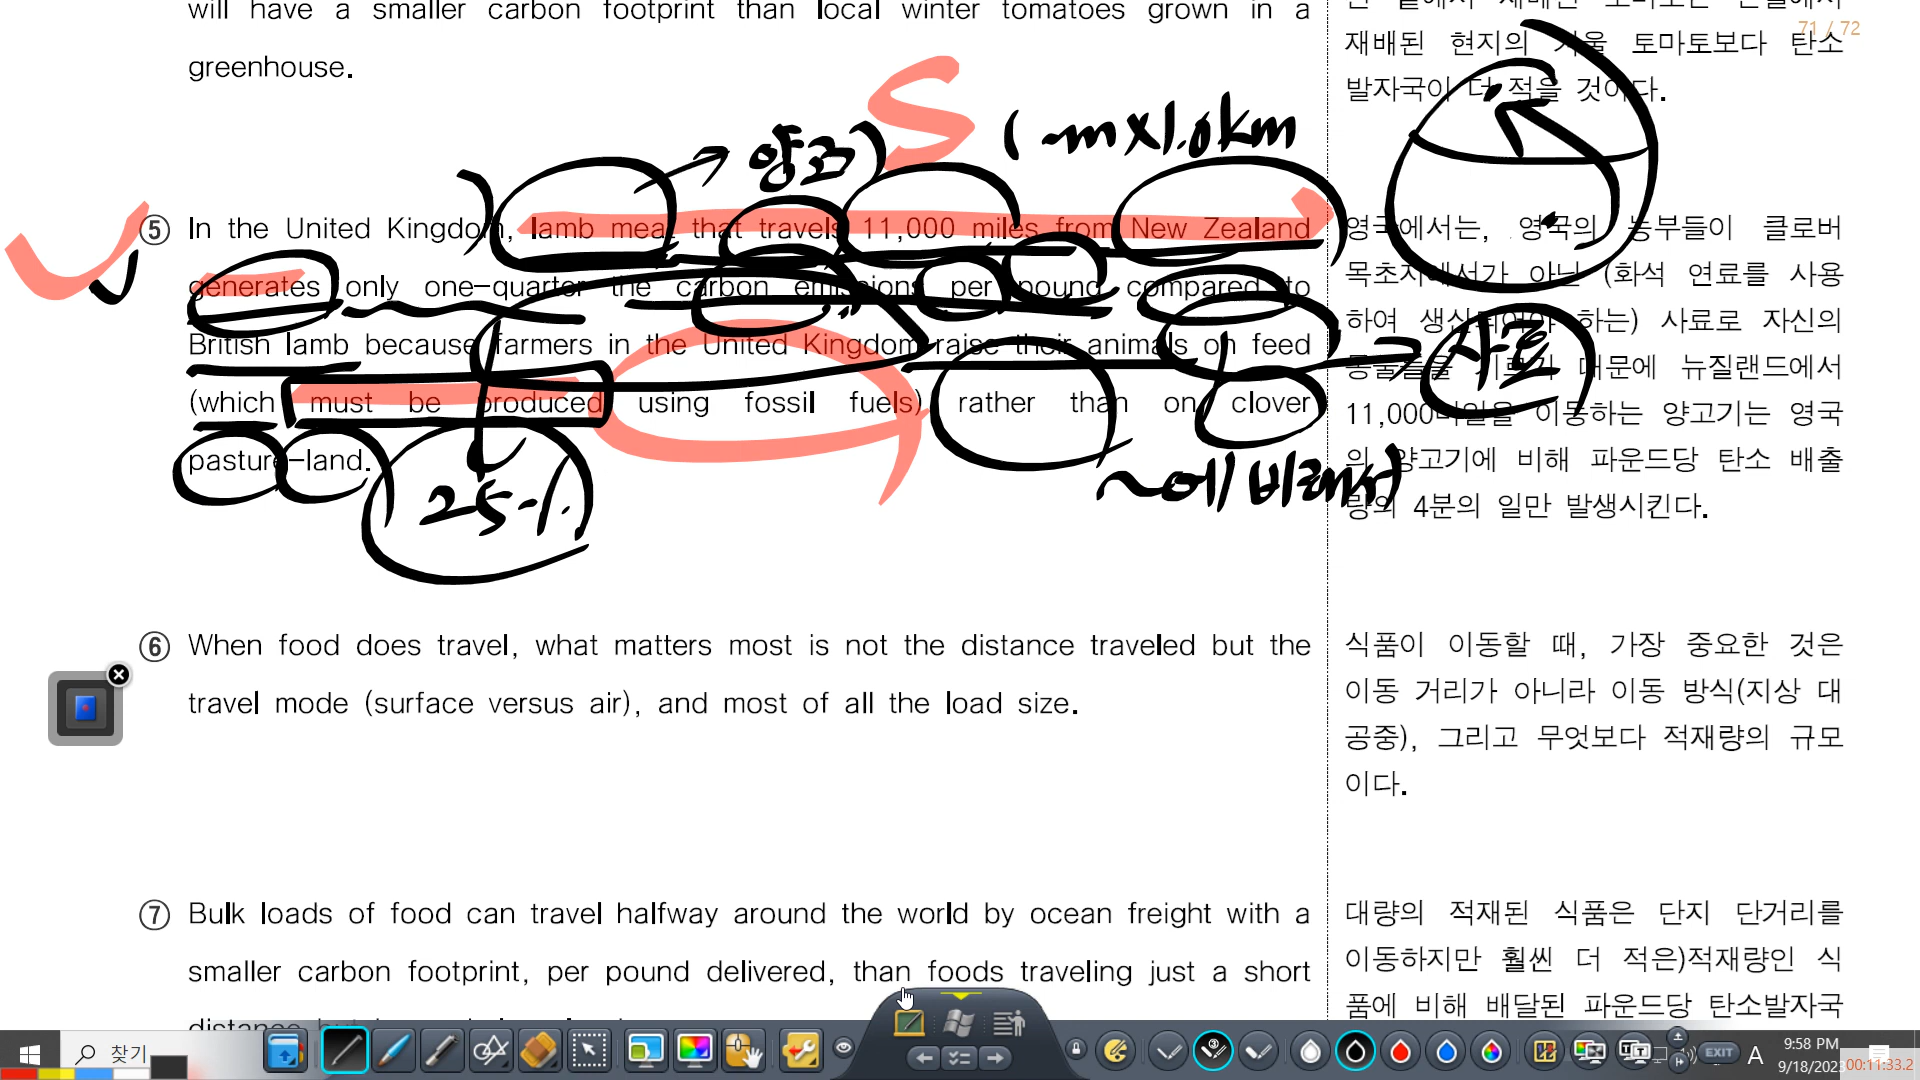 will have a smaller carbon footprint than local winter tomatoes grown in a
greenhouse.
재배된 현지의 겨울 토마토보다 탄소
발자국이 더 적을 것이다.
71 / 72
양고기
S
⑤ In the United Kingdom, lamb meat that travels 11,000 miles from New Zealand
generates only one-quarter the carbon emissions per pound compared to
British lamb because farmers in the United Kingdom raise their animals on feed
(which must be produced using fossil fuels) rather than on clover
pasture-land.
영국에서는, 영국의 농부들이 클로버
목초지에서가 아닌 (화석 연료를 사용
하여 생산되어야 하는) 사료로 자신의
동물들을 기르기 때문에 뉴질랜드에서
11,000마일을 이동하는 양고기는 영국
의 양고기에 비해 파운드당 탄소 배출
량의 4분의 일만 발생시킨다.
사료
25%
~에 비해서
⑥ When food does travel, what matters most is not the distance traveled but the
travel mode (surface versus air), and most of all the load size.
식품이 이동할 때, 가장 중요한 것은
이동 거리가 아니라 이동 방식(지상 대
공중), 그리고 무엇보다 적재량의 규모
이다.
⑦ Bulk loads of food can travel halfway around the world by ocean freight with a
smaller carbon footprint, per pound delivered, than foods traveling just a short
대량의 적재된 식품은 단지 단거리를
이동하지만 훨씬 더 적은)적재량인 식
품에 비해 배달된 파운드당 탄소발자국
찾기
EXIT
A
9:58 PM
9/18/2023
00:11:33.2